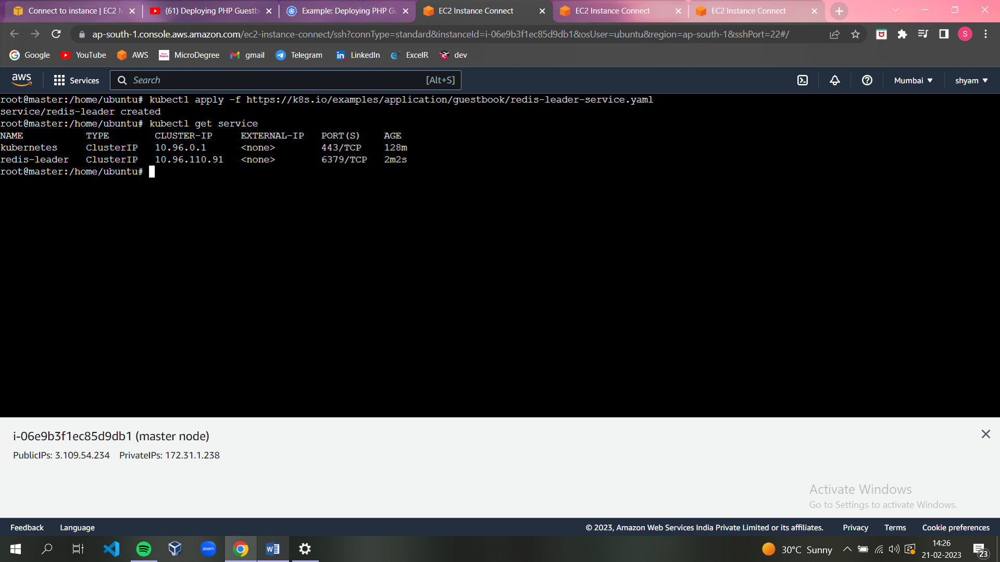 Connect to instance | EC2 M
(61) Deploying PHP Guestb
Example: Deploying PHP Gu
EC2 Instance Connect
EC2 Instance Connect
EC2 Instance Connect
ap-south-1.console.aws.amazon.com/ec2-instance-connect/ssh?connType=standard&instanceId=i-06e9b3f1ec85d9db1&osUser=ubuntu&region=ap-south-1&sshPort=22#/
S
Google YouTube AWS MicroDegree gmail Telegram LinkedIn ExcelR dev
aws Services Search [Alt+S] Mumbai shyam
root@master:/home/ubuntu# kubectl apply -f https://k8s.io/examples/application/guestbook/redis-leader-service.yaml
service/redis-leader created
root@master:/home/ubuntu# kubectl get service
NAME TYPE CLUSTER-IP EXTERNAL-IP PORT(S) AGE
kubernetes ClusterIP 10.96.0.1 <none> 443/TCP 128m
redis-leader ClusterIP 10.96.110.91 <none> 6379/TCP 2m2s
root@master:/home/ubuntu#
i-06e9b3f1ec85d9db1 (master node)
PublicIPs: 3.109.54.234 PrivateIPs: 172.31.1.238
Activate Windows
Go to Settings to activate Windows.
Feedback Language © 2023, Amazon Web Services India Private Limited or its affiliates. Privacy Terms Cookie preferences
zoom
30°C Sunny
14:26
21-02-2023
23